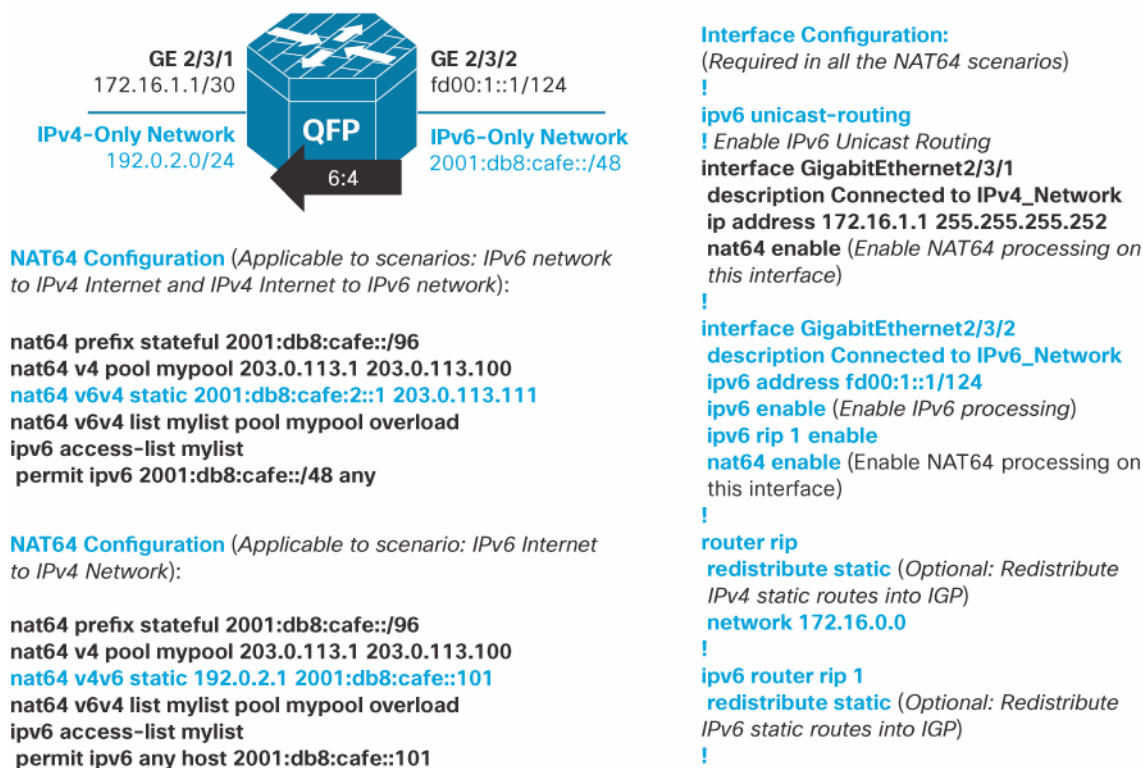 GE 2/3/1
172.16.1.1/30
IPv4-Only Network
192.0.2.0/24
QFP
6:4
GE 2/3/2
fd00:1::1/124
IPv6-Only Network
2001:db8:cafe::/48
NAT64 Configuration (Applicable to scenarios: IPv6 network
to IPv4 Internet and IPv4 Internet to IPv6 network):
nat64 prefix stateful 2001:db8:cafe::/96
nat64 v4 pool mypool 203.0.113.1 203.0.113.100
nat64 v6v4 static 2001:db8:cafe:2::1 203.0.113.111
nat64 v6v4 list mylist pool mypool overload
ipv6 access-list mylist
permit ipv6 2001:db8:cafe::/48 any
NAT64 Configuration (Applicable to scenario: IPv6 Internet
to IPv4 Network):
nat64 prefix stateful 2001:db8:cafe::/96
nat64 v4 pool mypool 203.0.113.1 203.0.113.100
nat64 v4v6 static 192.0.2.1 2001:db8:cafe::101
nat64 v6v4 list mylist pool mypool overload
ipv6 access-list mylist
permit ipv6 any host 2001:db8:cafe::101
Interface Configuration:
(Required in all the NAT64 scenarios)
!
ipv6 unicast-routing
! Enable IPv6 Unicast Routing
interface GigabitEthernet2/3/1
description Connected to IPv4_Network
ip address 172.16.1.1 255.255.255.252
nat64 enable (Enable NAT64 processing on
this interface)
!
interface GigabitEthernet2/3/2
description Connected to IPv6_Network
ipv6 address fd00:1::1/124
ipv6 enable (Enable IPv6 processing)
ipv6 rip 1 enable
nat64 enable (Enable NAT64 processing on
this interface)
!
router rip
redistribute static (Optional: Redistribute
IPv4 static routes into IGP)
network 172.16.0.0
!
ipv6 router rip 1
redistribute static (Optional: Redistribute
IPv6 static routes into IGP)
!